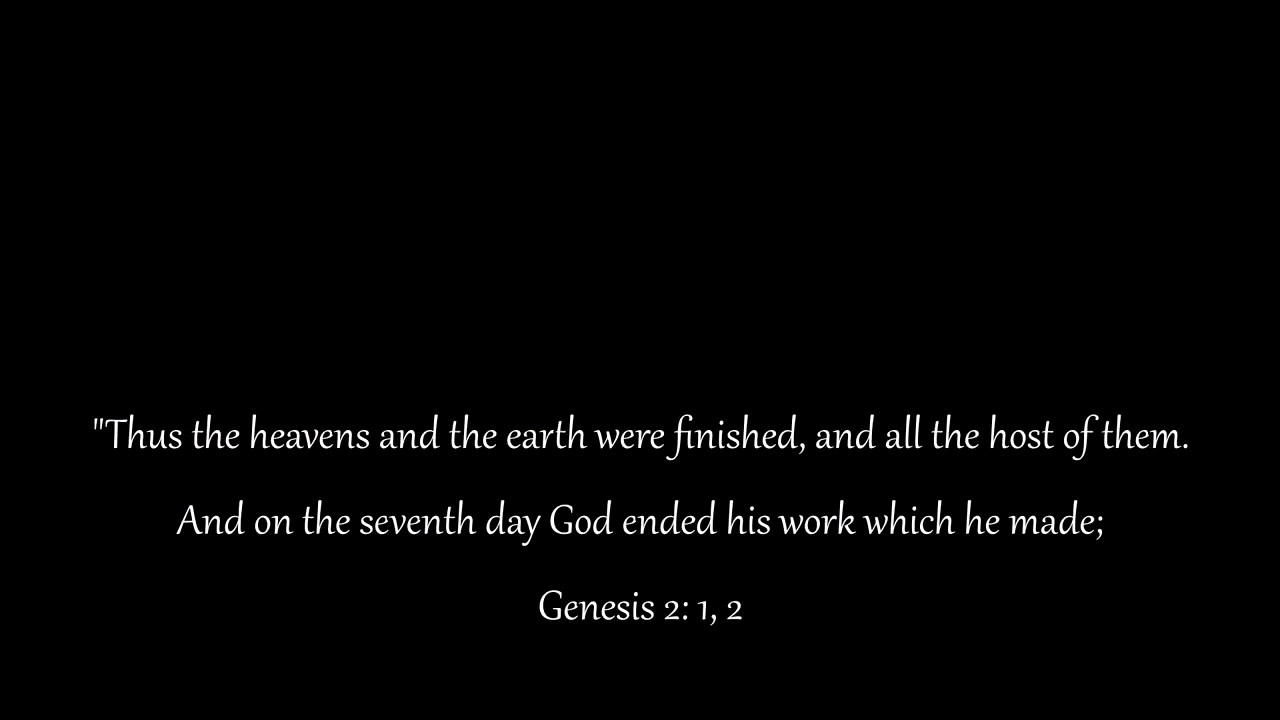 "Thus the heavens and the earth were finished, and all the host of them.
And on the seventh day God ended his work which he made;
Genesis 2: 1, 2